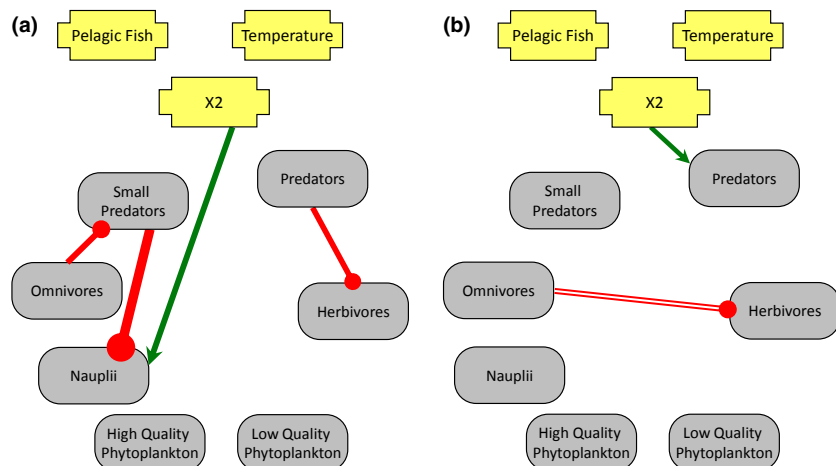 (a)
Pelagic Fish
Temperature
X2
Small
Predators
Predators
Omnivores
Herbivores
Nauplii
High Quality
Phytoplankton
Low Quality
Phytoplankton
(b)
Pelagic Fish
Temperature
X2
Small
Predators
Predators
Omnivores
Herbivores
Nauplii
High Quality
Phytoplankton
Low Quality
Phytoplankton